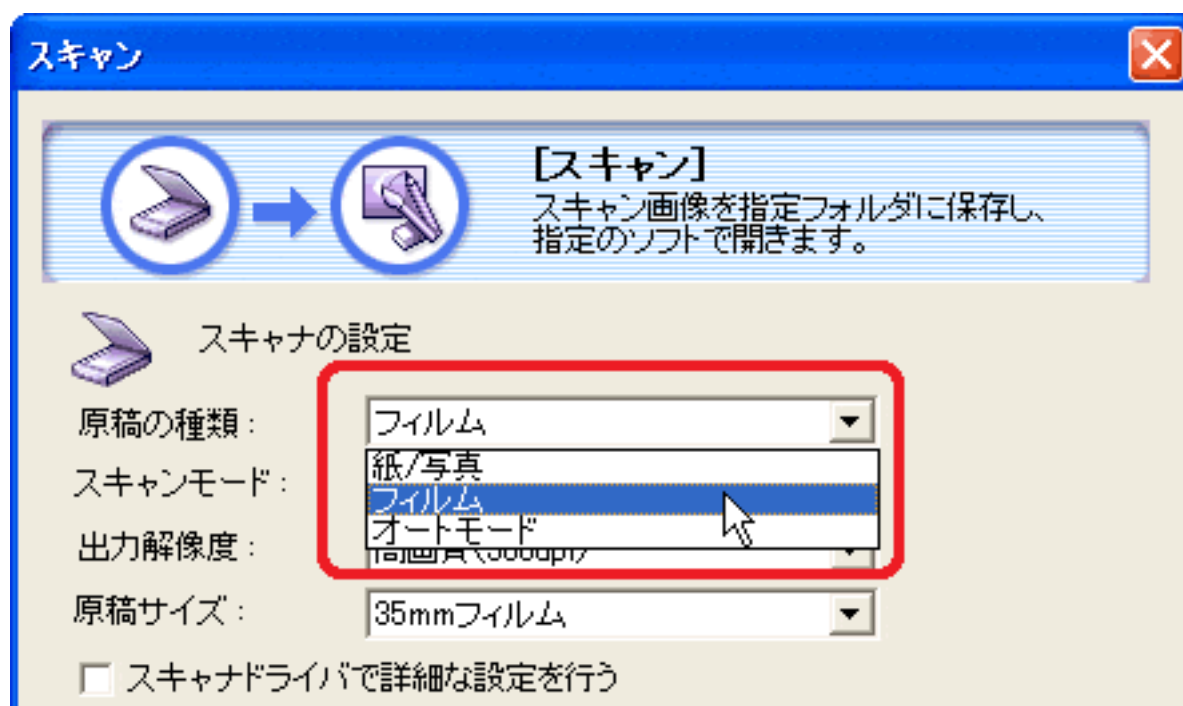 スキャン
[スキャン]
スキャン画像を指定フォルダに保存し、
指定のソフトで開きます。
スキャナの設定
原稿の種類：
フィルム
紙/写真
フィルム
オートモード
スキャンモード：
出力解像度：
原稿サイズ：
35mmフィルム
スキャナドライバで詳細な設定を行う